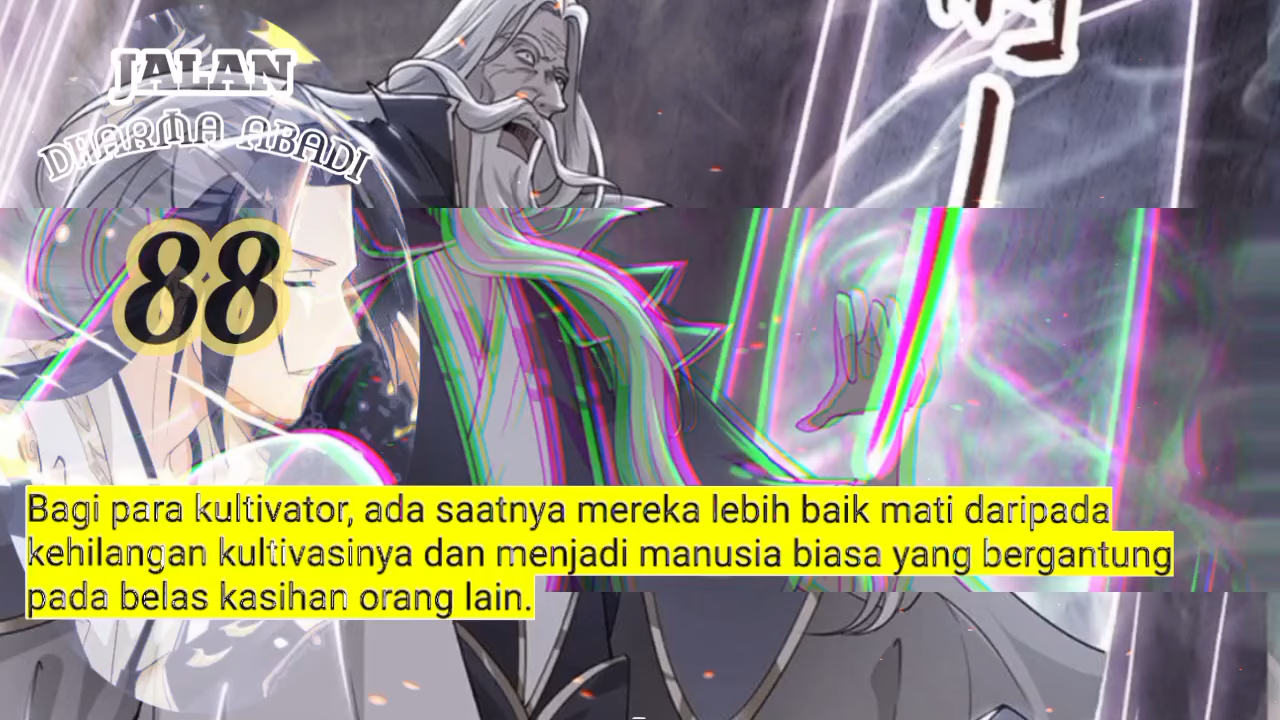 JALAN
DHARMA ABADI
88
Bagi para kultivator, ada saatnya mereka lebih baik mati daripada
kehilangan kultivasinya dan menjadi manusia biasa yang bergantung
pada belas kasihan orang lain.